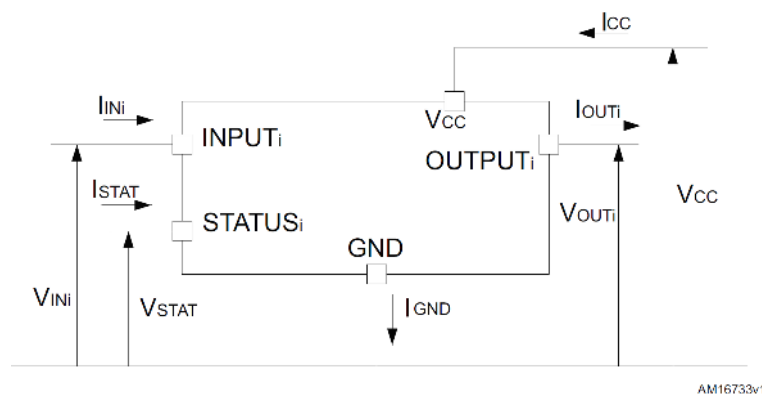 ICC
IINi
VCC
IOUTi
INPUTi
OUTPUTi
ISTAT
VCC
STATUSi
VOUTi
GND
VINi
VSTAT
IGND
AM16733v1